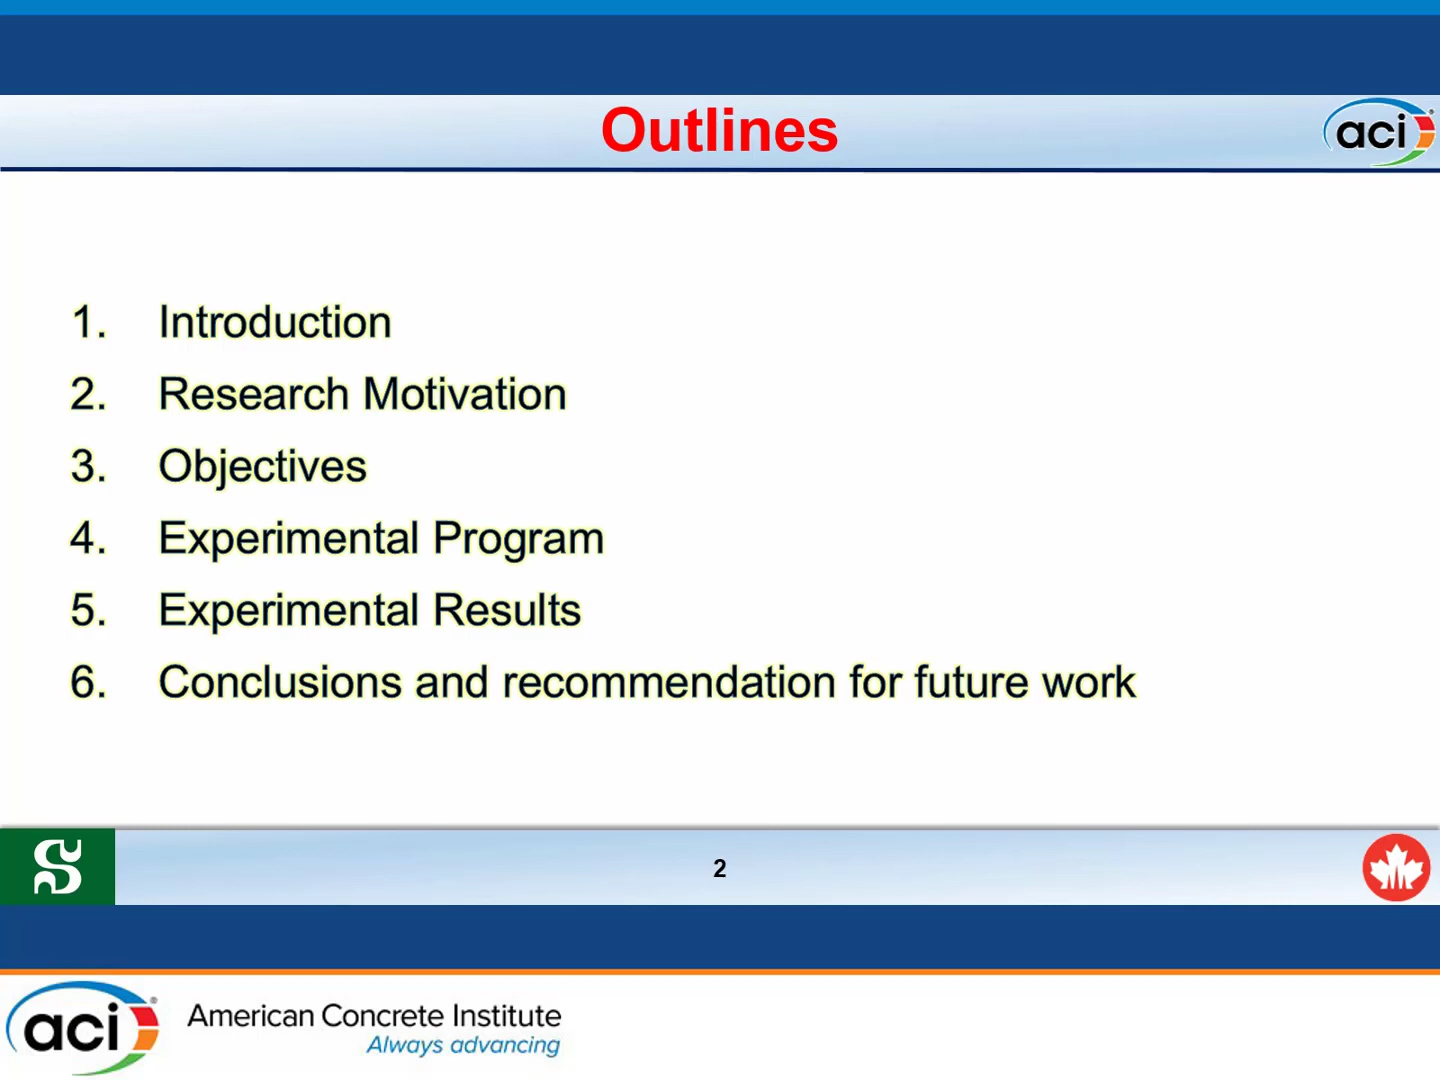 Outlines
aci
1. Introduction
2. Research Motivation
3. Objectives
4. Experimental Program
5. Experimental Results
6. Conclusions and recommendation for future work
S
2
aci®
American Concrete Institute
Always advancing